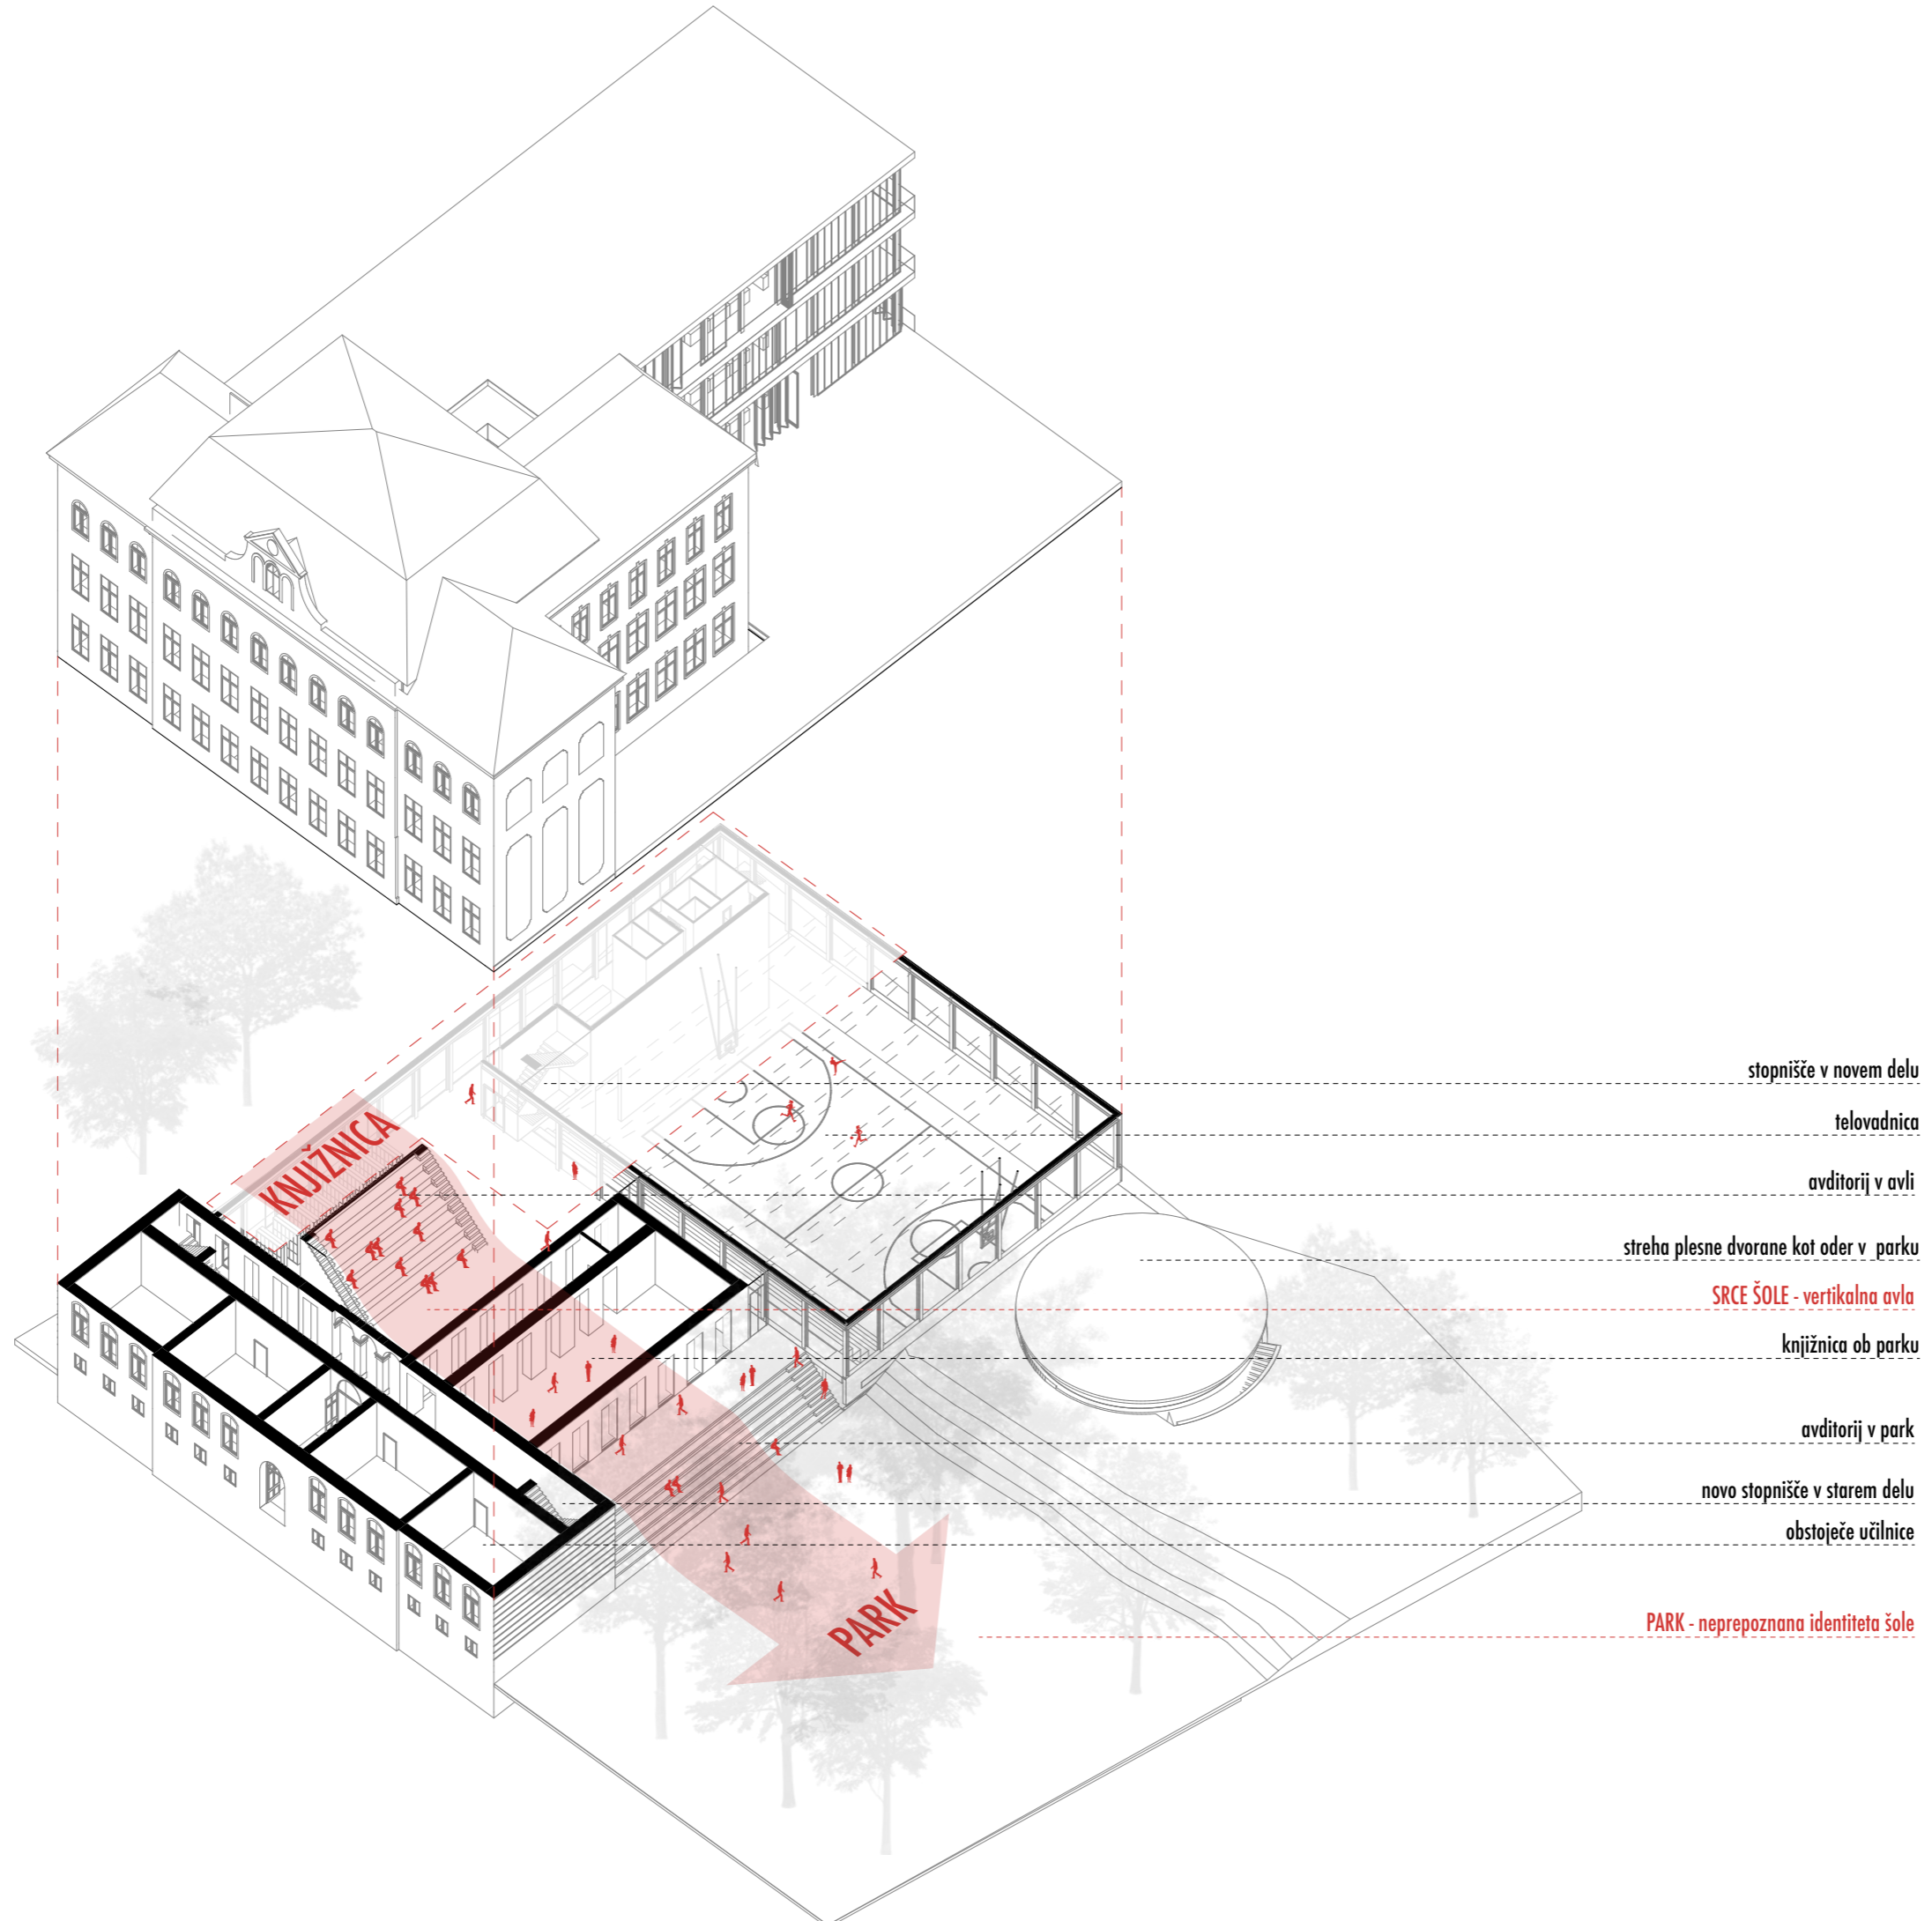 stopnišče v novem delu
telovadnica
KNJIŽNICA
avditorij v avli
streha plesne dvorane kot oder v parku
SRCE ŠOLE - vertikalna avla
knjižnica ob parku
avditorij v park
novo stopnišče v starem delu
obstoječe učilnice
PARK
PARK - neprepoznana identiteta šole